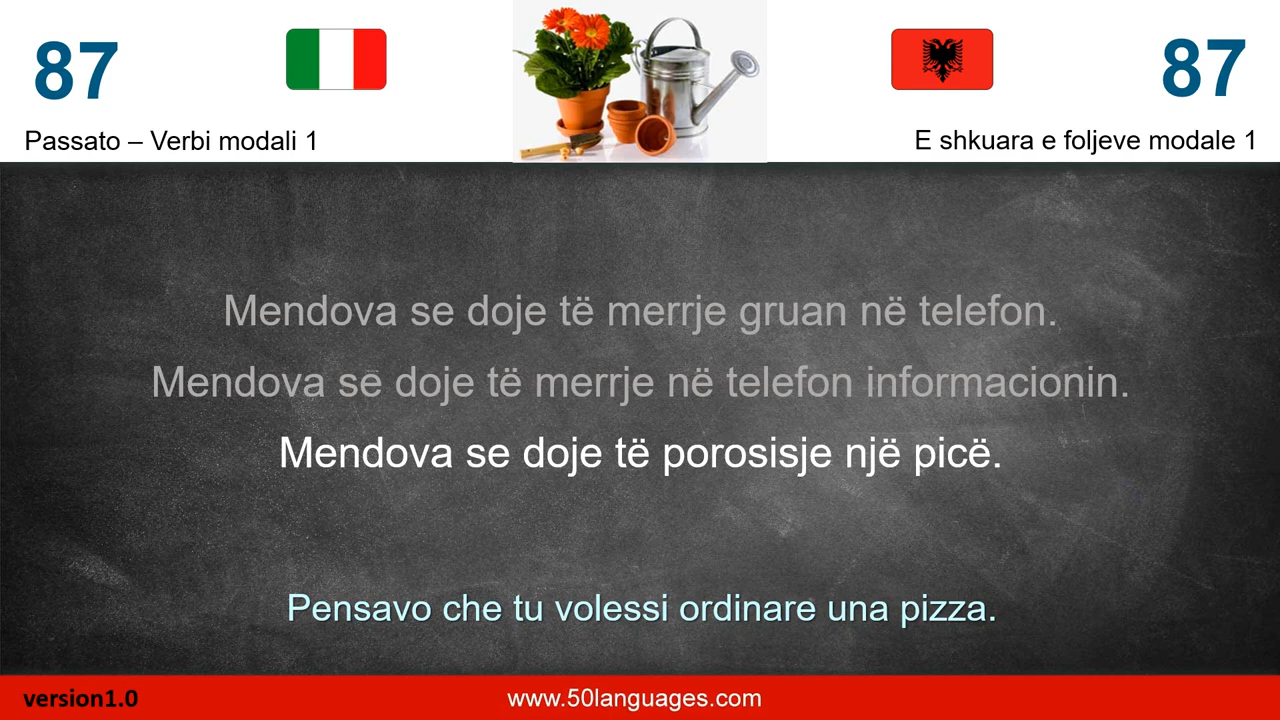 87
87
Passato – Verbi modali 1
E shkuara e foljeve modale 1
Mendova se doje të merrje gruan në telefon.
Mendova së doje të merrje në telefon informacionin.
Mendova se doje të porosisje një picë.
Pensavo che tu volessi ordinare una pizza.
version1.0
www.50languages.com